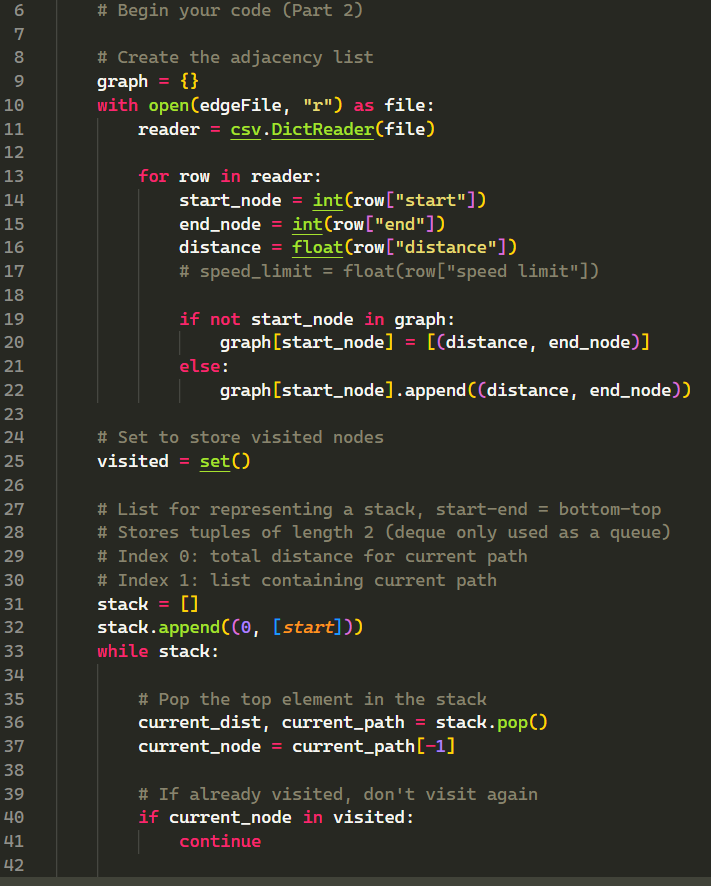 6 # Begin your code (Part 2)
7
8 # Create the adjacency list
9 graph = {}
10 with open(edgeFile, "r") as file:
11 reader = csv.DictReader(file)
12
13 for row in reader:
14 start_node = int(row["start"])
15 end_node = int(row["end"])
16 distance = float(row["distance"])
17 # speed_limit = float(row["speed limit"])
18
19 if not start_node in graph:
20 graph[start_node] = [(distance, end_node)]
21 else:
22 graph[start_node].append((distance, end_node))
23
24 # Set to store visited nodes
25 visited = set()
26
27 # List for representing a stack, start-end = bottom-top
28 # Stores tuples of length 2 (deque only used as a queue)
29 # Index 0: total distance for current path
30 # Index 1: list containing current path
31 stack = []
32 stack.append((0, [start]))
33 while stack:
34
35 # Pop the top element in the stack
36 current_dist, current_path = stack.pop()
37 current_node = current_path[-1]
38
39 # If already visited, don't visit again
40 if current_node in visited:
41 continue
42